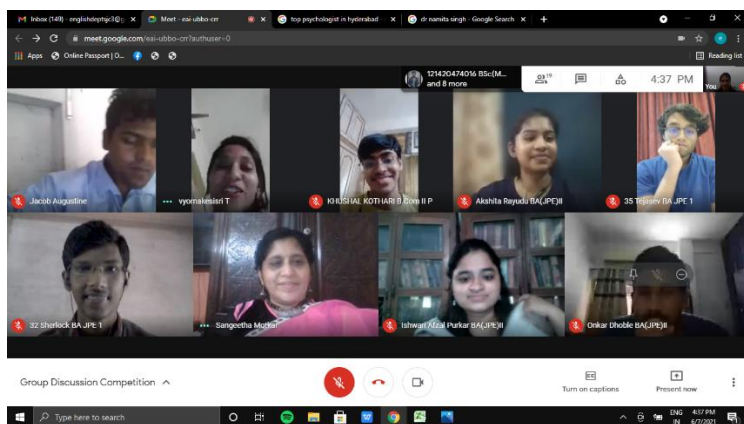 Inbox (149) - englishdeptsjc3@g
Meet - eai-ubbo-crr
top psychologist in hyderabad
dr namita singh - Google Search
meet.google.com/eai-ubbo-crr?authuser=0
Apps
Online Passport | O...
Reading list
121420474016 BSc(M...
and 8 more
19
4:37 PM
You
Jacob Augustine
vyomakesisri T
KHUSHAL KOTHARI B.Com II P
Akshita Rayudu BA(JPE)II
35 Tejasev BA JPE 1
32 Sherlock BA JPE 1
Sangeetha Motkar
Ishwari Afzal Purkar BA(JPE)II
Onkar Dhoble BA(JPE)II
Group Discussion Competition
Turn on captions
Present now
Type here to search
ENG
IN
4:37 PM
6/7/2021